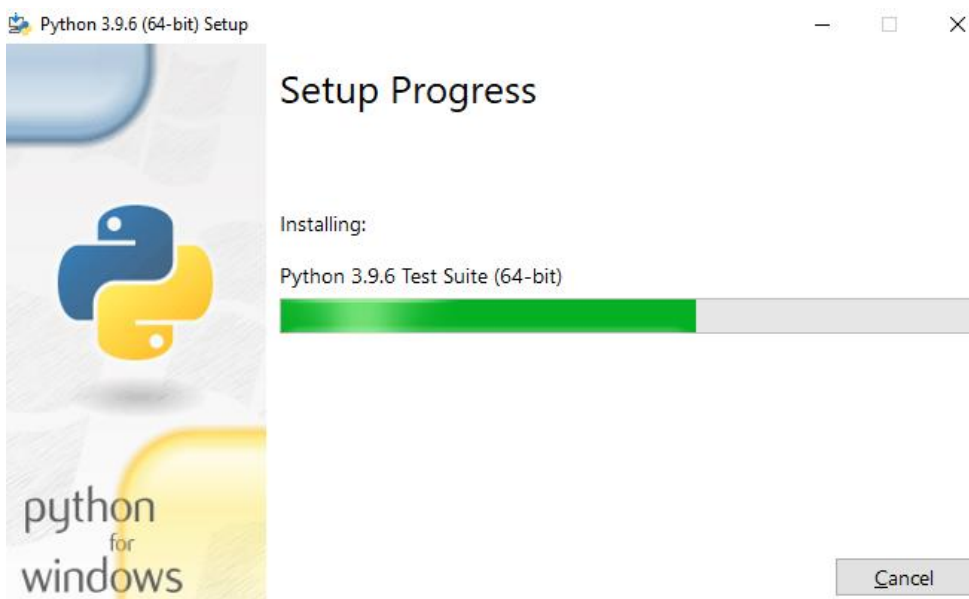 Python 3.9.6 (64-bit) Setup
Setup Progress
Installing:
Python 3.9.6 Test Suite (64-bit)
python
for
windows
Cancel